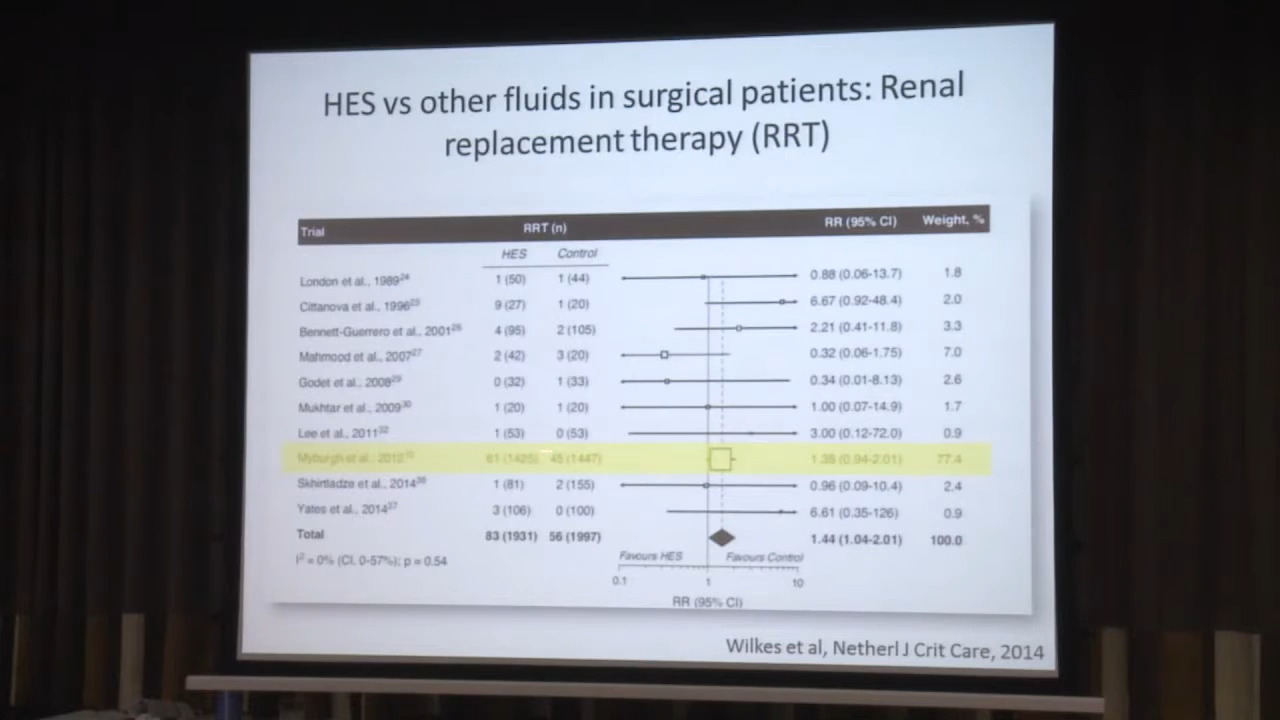 HES vs other fluids in surgical patients: Renal
replacement therapy (RRT)
Trial RRT (n) RR (95% CI) Weight, %
HES Control
London et al., 1989²⁴ 1 (50) 1 (44) 0.88 (0.06-13.7) 1.8
Cittanova et al., 1996²⁵ 9 (27) 1 (20) 6.67 (0.92-48.4) 2.0
Bennett-Guerrero et al., 2001²⁶ 4 (95) 2 (105) 2.21 (0.41-11.8) 3.3
Mahmood et al., 2007²⁷ 2 (42) 3 (20) 0.32 (0.06-1.75) 7.0
Godet et al., 2008²⁹ 0 (32) 1 (33) 0.34 (0.01-8.13) 2.6
Mukhtar et al., 2009³⁰ 1 (20) 1 (20) 1.00 (0.07-14.9) 1.7
Lee et al., 2011³² 1 (53) 0 (53) 3.00 (0.12-72.0) 0.9
Myburgh et al., 2012 61 (1425) 45 (1447) 1.38 (0.94-2.01) 77.4
Skhirtladze et al., 2014³⁶ 1 (81) 2 (155) 0.96 (0.09-10.4) 2.4
Yates et al., 2014³⁷ 3 (106) 0 (100) 6.61 (0.35-126) 0.9
Total 83 (1931) 56 (1997) 1.44 (1.04-2.01) 100.0
I² = 0% (CI, 0-57%); p = 0.54
Favours HES Favours Control
0.1 1 10
RR (95% CI)
Wilkes et al, Netherl J Crit Care, 2014